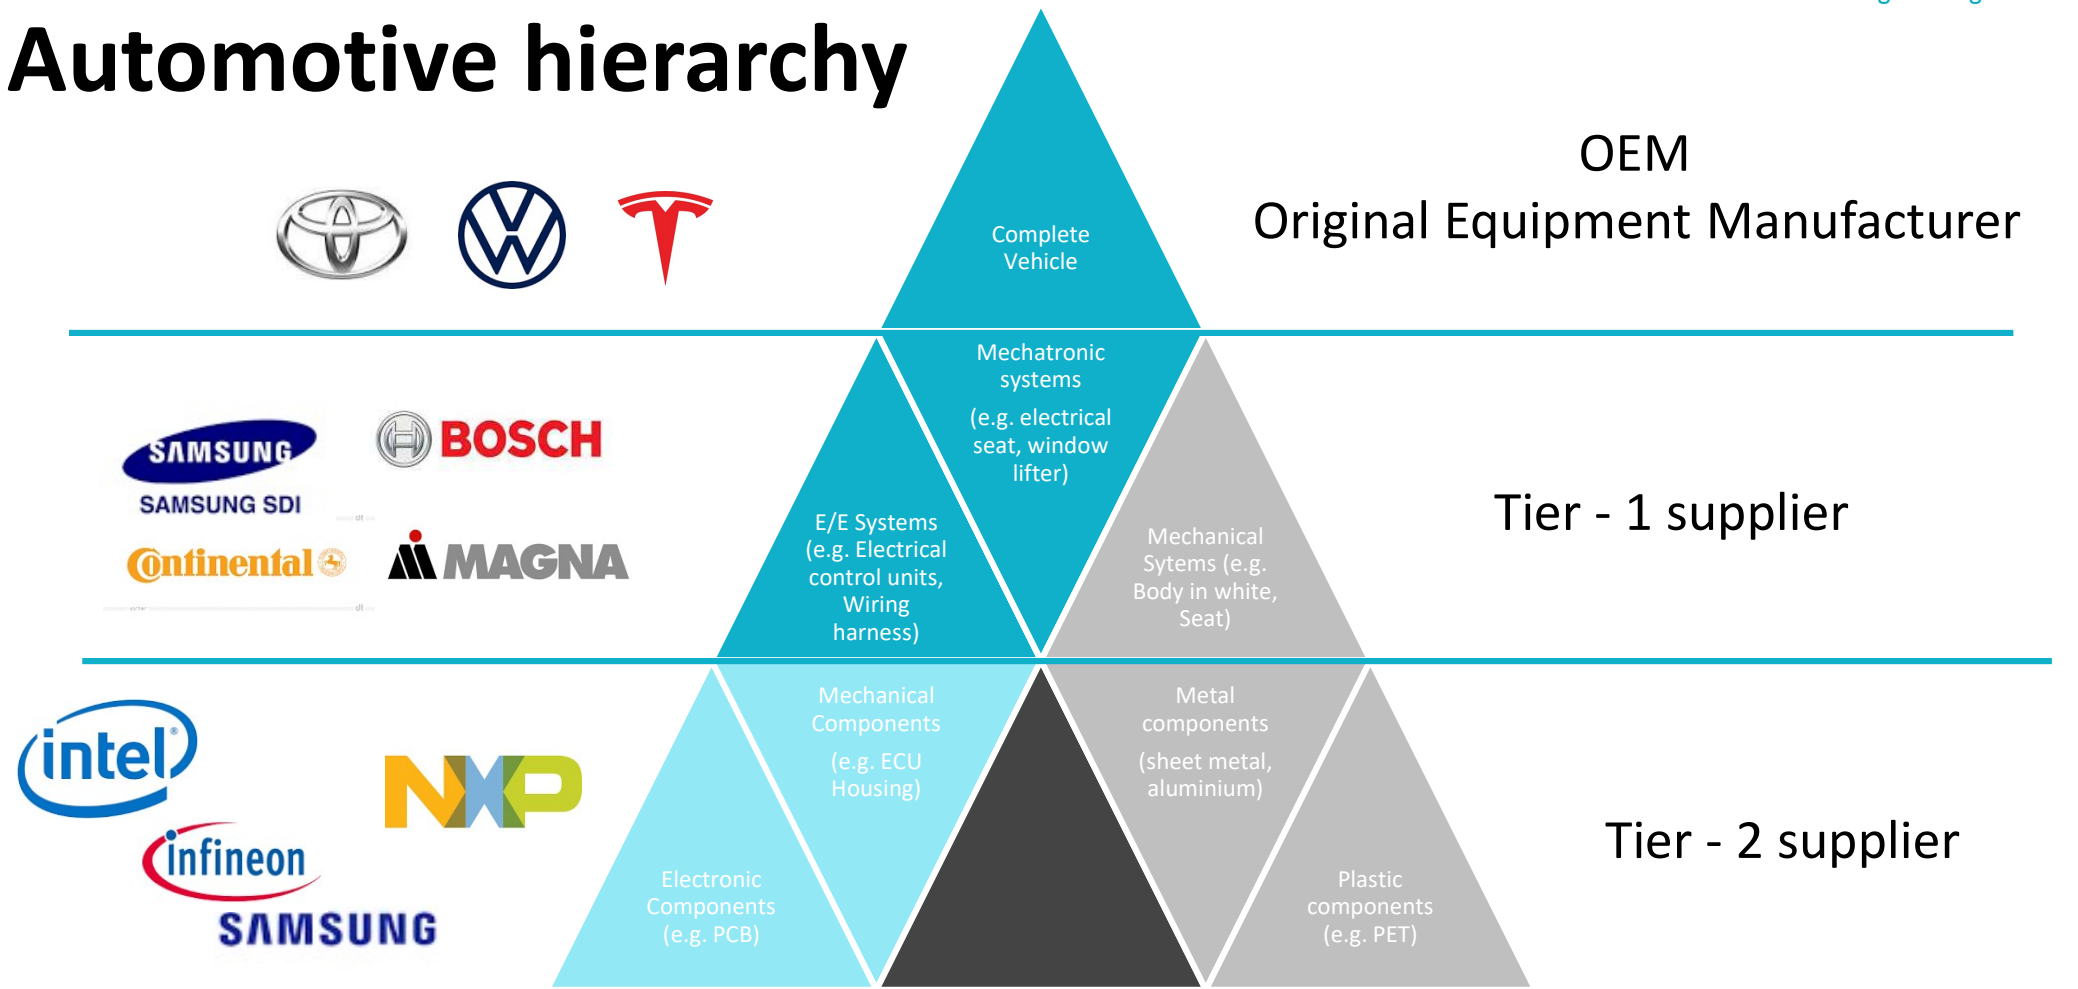 Automotive hierarchy
OEM
Original Equipment Manufacturer
Complete
Vehicle
Mechatronic
systems
(e.g. electrical
seat, window
lifter)
SAMSUNG
SAMSUNG SDI
BOSCH
Continental
MAGNA
E/E Systems
(e.g. Electrical
control units,
Wiring
harness)
Mechanical
Sytems (e.g.
Body in white,
Seat)
Tier - 1 supplier
intel®
NXP
infineon
SAMSUNG
Mechanical
Components
(e.g. ECU
Housing)
Metal
components
(sheet metal,
aluminium)
Electronic
Components
(e.g. PCB)
Plastic
components
(e.g. PET)
Tier - 2 supplier